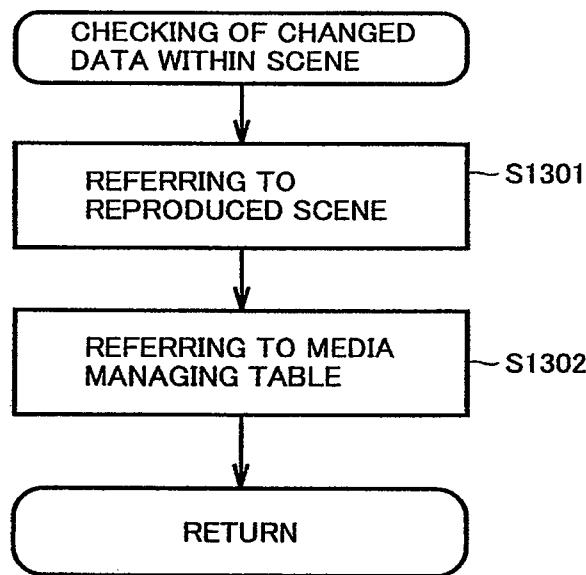 CHECKING OF CHANGED
DATA WITHIN SCENE
REFERRING TO
REPRODUCED SCENE
S1301
REFERRING TO MEDIA
MANAGING TABLE
S1302
RETURN